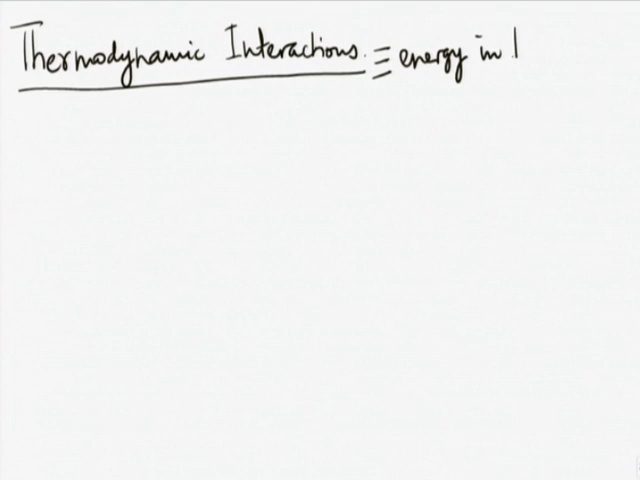 Thermodynamic Interactions. ≡ energy in